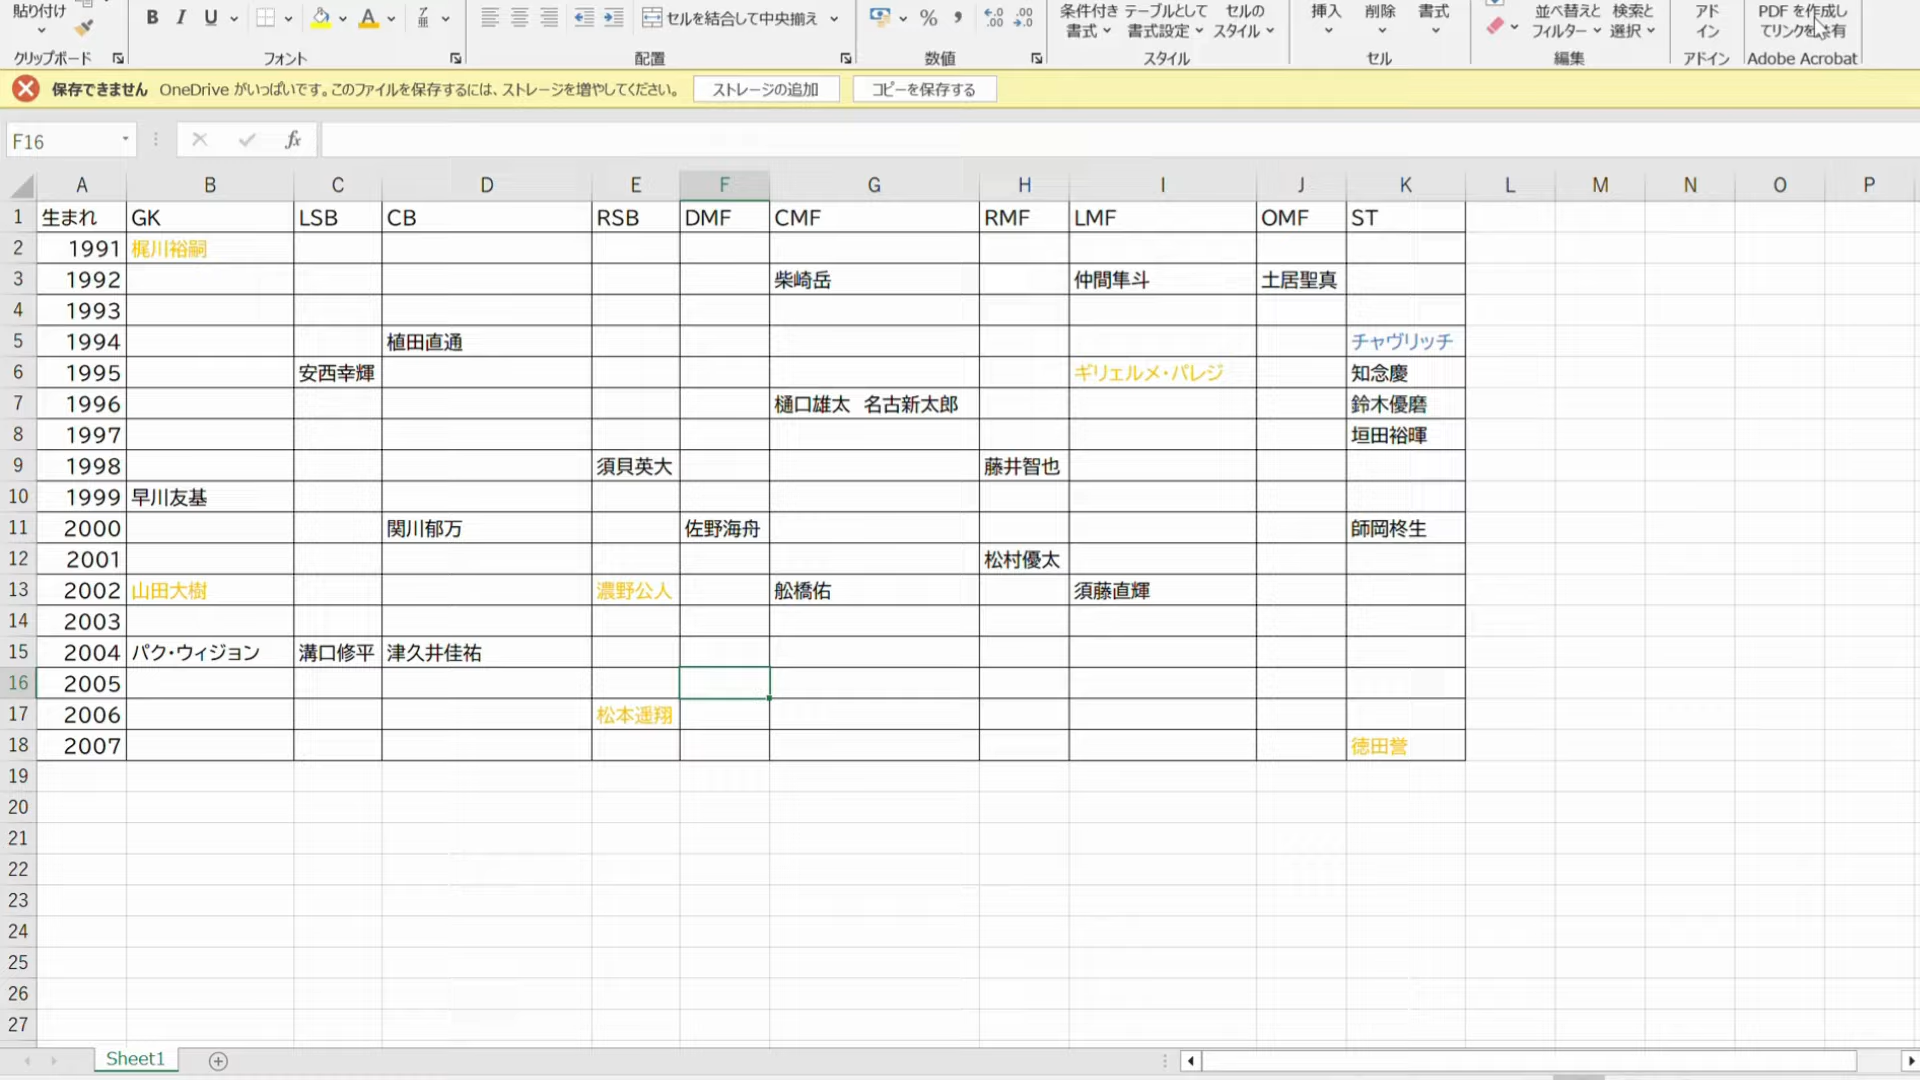 貼り付け
B I U A ア亜 セルを結合して中央揃え % 条件付き テーブルとして セルの 挿入 削除 書式 並べ替えと 検索と アド PDF を作成し
書式 書式設定 スタイル フィルター 選択 イン てリンクを共有
クリップボード フォント 配置 数値 スタイル セル 編集 アドイン Adobe Acrobat
保存できません OneDrive がいっぱいです。このファイルを保存するには、ストレージを増やしてください。 ストレージの追加 コピーを保存する
F16 fx
A B C D E F G H I J K L M N O P
1 生まれ GK LSB CB RSB DMF CMF RMF LMF OMF ST
2 1991 梶川裕嗣
3 1992 柴崎岳 仲間隼斗 土居聖真
4 1993
5 1994 植田直通 チャヴリッチ
6 1995 安西幸輝 ギリェルメ・パレジ 知念慶
7 1996 樋口雄太 名古新太郎 鈴木優磨
8 1997 垣田裕暉
9 1998 須貝英大 藤井智也
10 1999 早川友基
11 2000 関川郁万 佐野海舟 師岡柊生
12 2001 松村優太
13 2002 山田大樹 濃野公人 舩橋佑 須藤直輝
14 2003
15 2004 パク・ウィジョン 溝口修平 津久井佳祐
16 2005
17 2006 松本遥翔
18 2007 徳田誉
19
20
21
22
23
24
25
26
27
Sheet1